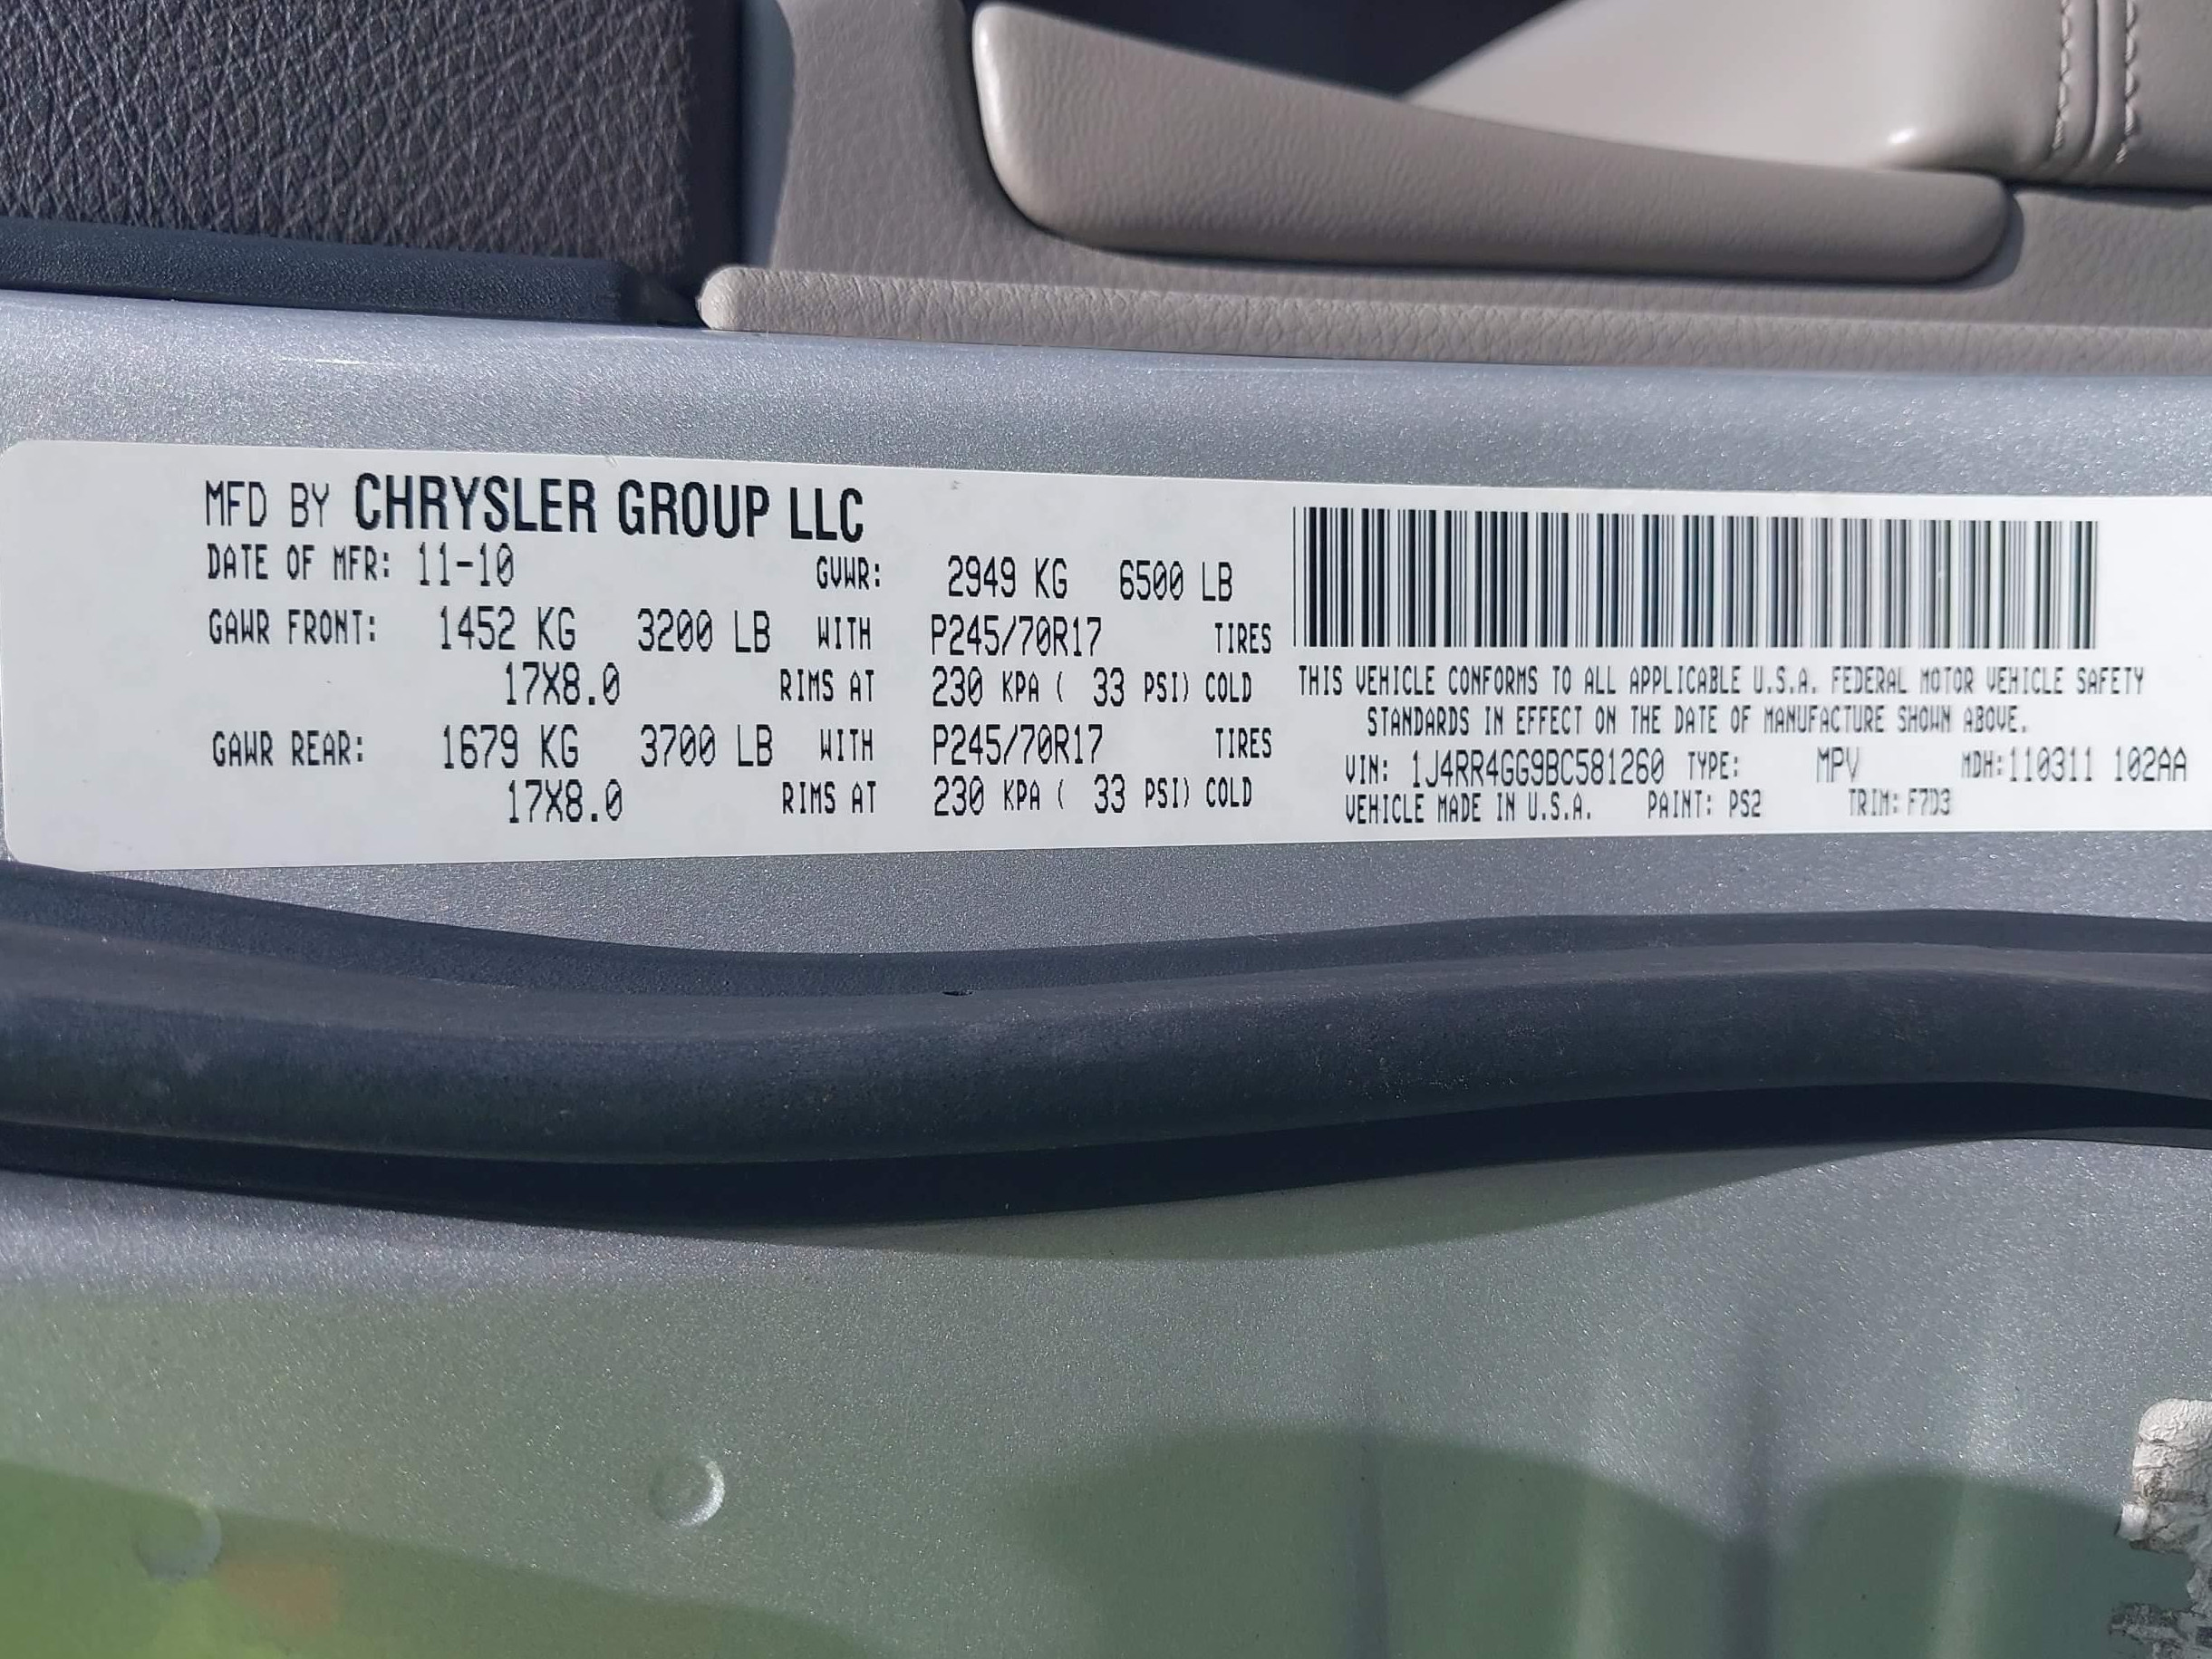 MFD BY CHRYSLER GROUP LLC
DATE OF MFR: 11-10 GVWR: 2949 KG 6500 LB
GAWR FRONT: 1452 KG 3200 LB WITH P245/70R17 TIRES
17X8.0 RIMS AT 230 KPA ( 33 PSI) COLD
GAWR REAR: 1679 KG 3700 LB WITH P245/70R17 TIRES
17X8.0 RIMS AT 230 KPA ( 33 PSI) COLD
THIS VEHICLE CONFORMS TO ALL APPLICABLE U.S.A. FEDERAL MOTOR VEHICLE SAFETY
STANDARDS IN EFFECT ON THE DATE OF MANUFACTURE SHOWN ABOVE.
VIN: 1J4RR4GG9BC581260 TYPE: MPV MDH:110311 102AA
VEHICLE MADE IN U.S.A. PAINT: PS2 TRIM: F7D3